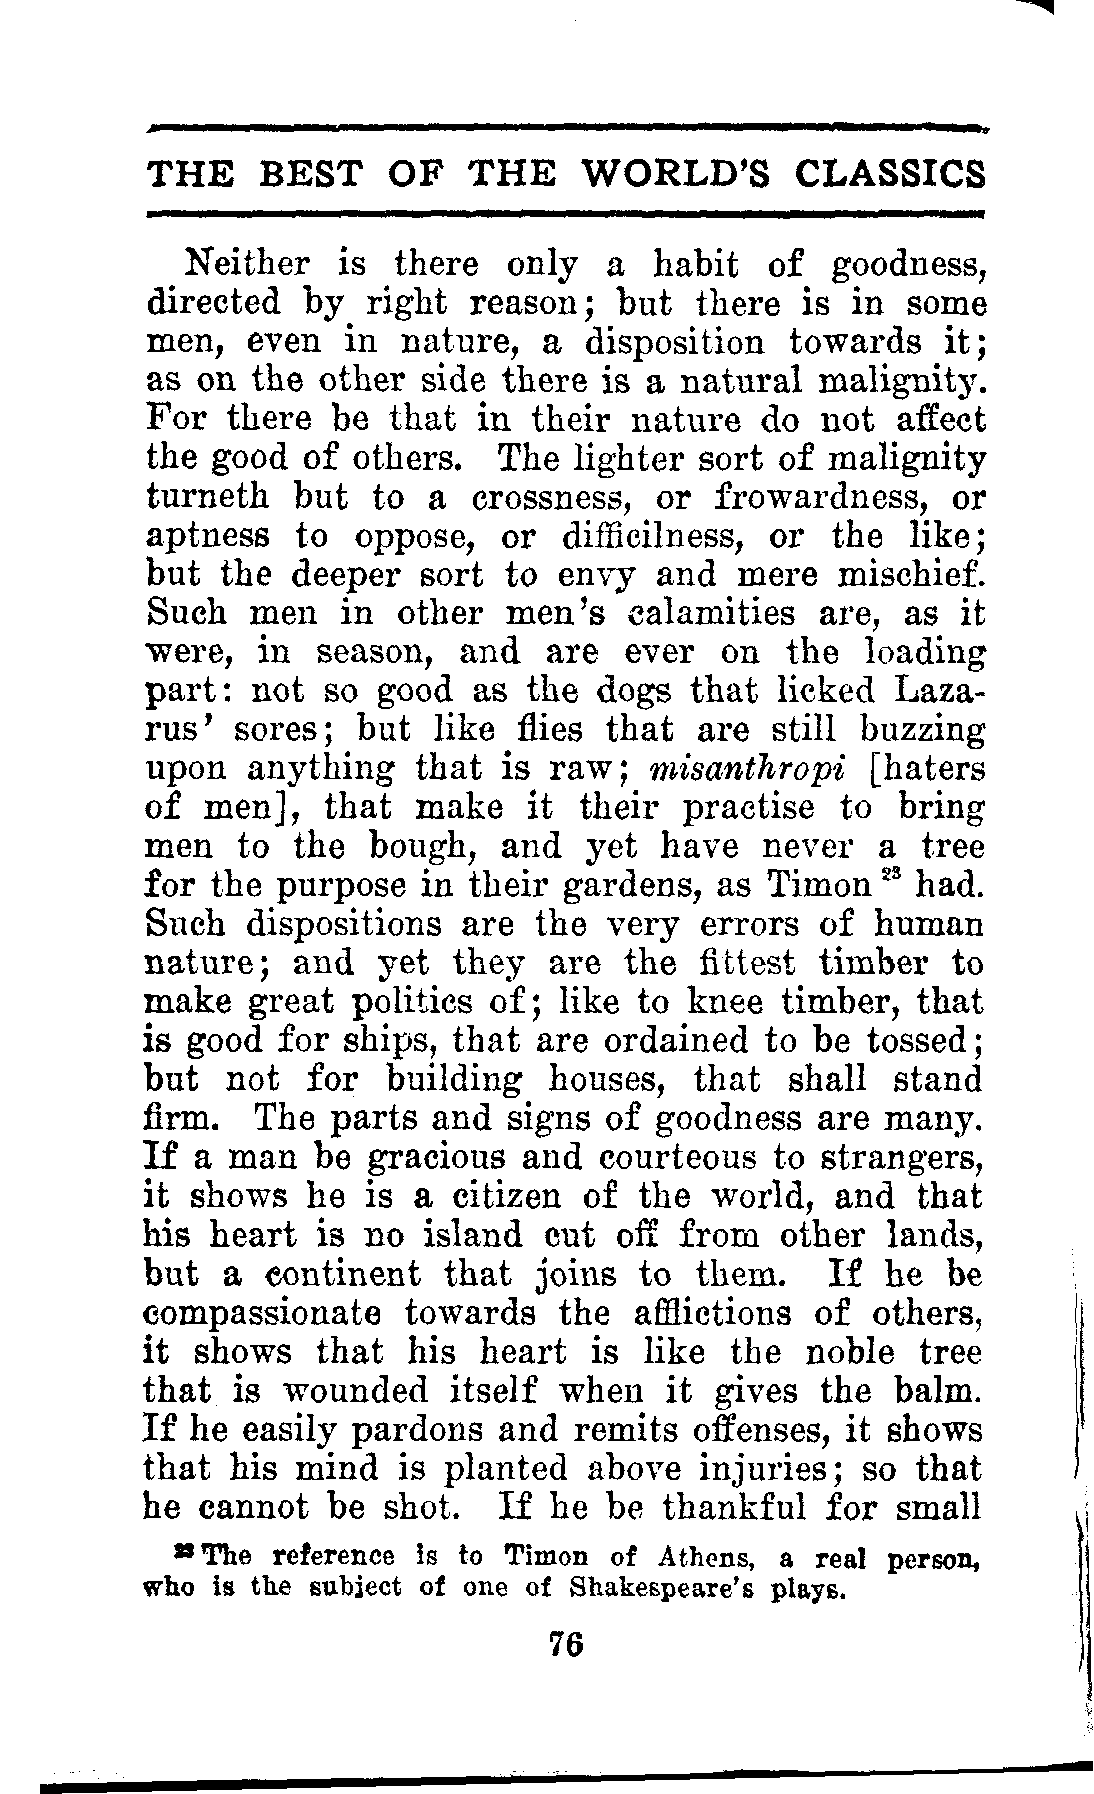 THE BEST OF THE WORLD'S CLASSICS
Neither is there only a habit of goodness,
directed by right reason; but there is in some
men, even in nature, a disposition towards it;
as on the other side there is a natural malignity.
For there be that in their nature do not affect
the good of others. The lighter sort of malignity
turneth but to a crossness, or frowardness, or
aptness to oppose, or difficilness, or the like;
but the deeper sort to envy and mere mischief.
Such men in other men's calamities are, as it
were, in season, and are ever on the loading
part: not so good as the dogs that licked Laza-
rus' sores; but like flies that are still buzzing
upon anything that is raw; misanthropi [haters
of men], that make it their practise to bring
men to the bough, and yet have never a tree
for the purpose in their gardens, as Timon 23 had.
Such dispositions are the very errors of human
nature; and yet they are the fittest timber to
make great politics of; like to knee timber, that
is good for ships, that are ordained to be tossed;
but not for building houses, that shall stand
firm. The parts and signs of goodness are many.
If a man be gracious and courteous to strangers,
it shows he is a citizen of the world, and that
his heart is no island cut off from other lands,
but a continent that joins to them. If he be
compassionate towards the afflictions of others,
it shows that his heart is like the noble tree
that is wounded itself when it gives the balm.
If he easily pardons and remits offenses, it shows
that his mind is planted above injuries; so that
he cannot be shot. If he be thankful for small
23 The reference is to Timon of Athens, a real person,
who is the subject of one of Shakespeare's plays.
76